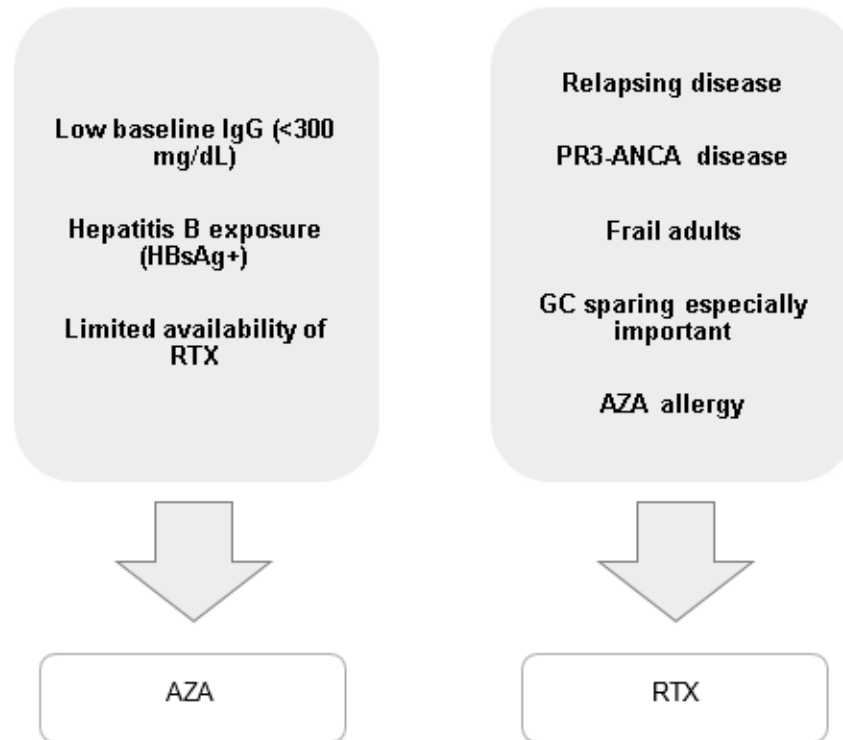 Low baseline IgG (<300
mg/dL)
Hepatitis B exposure
(HBsAg+)
Limited availability of
RTX
AZA
Relapsing disease
PR3-ANCA disease
Frail adults
GC sparing especially
important
AZA allergy
RTX